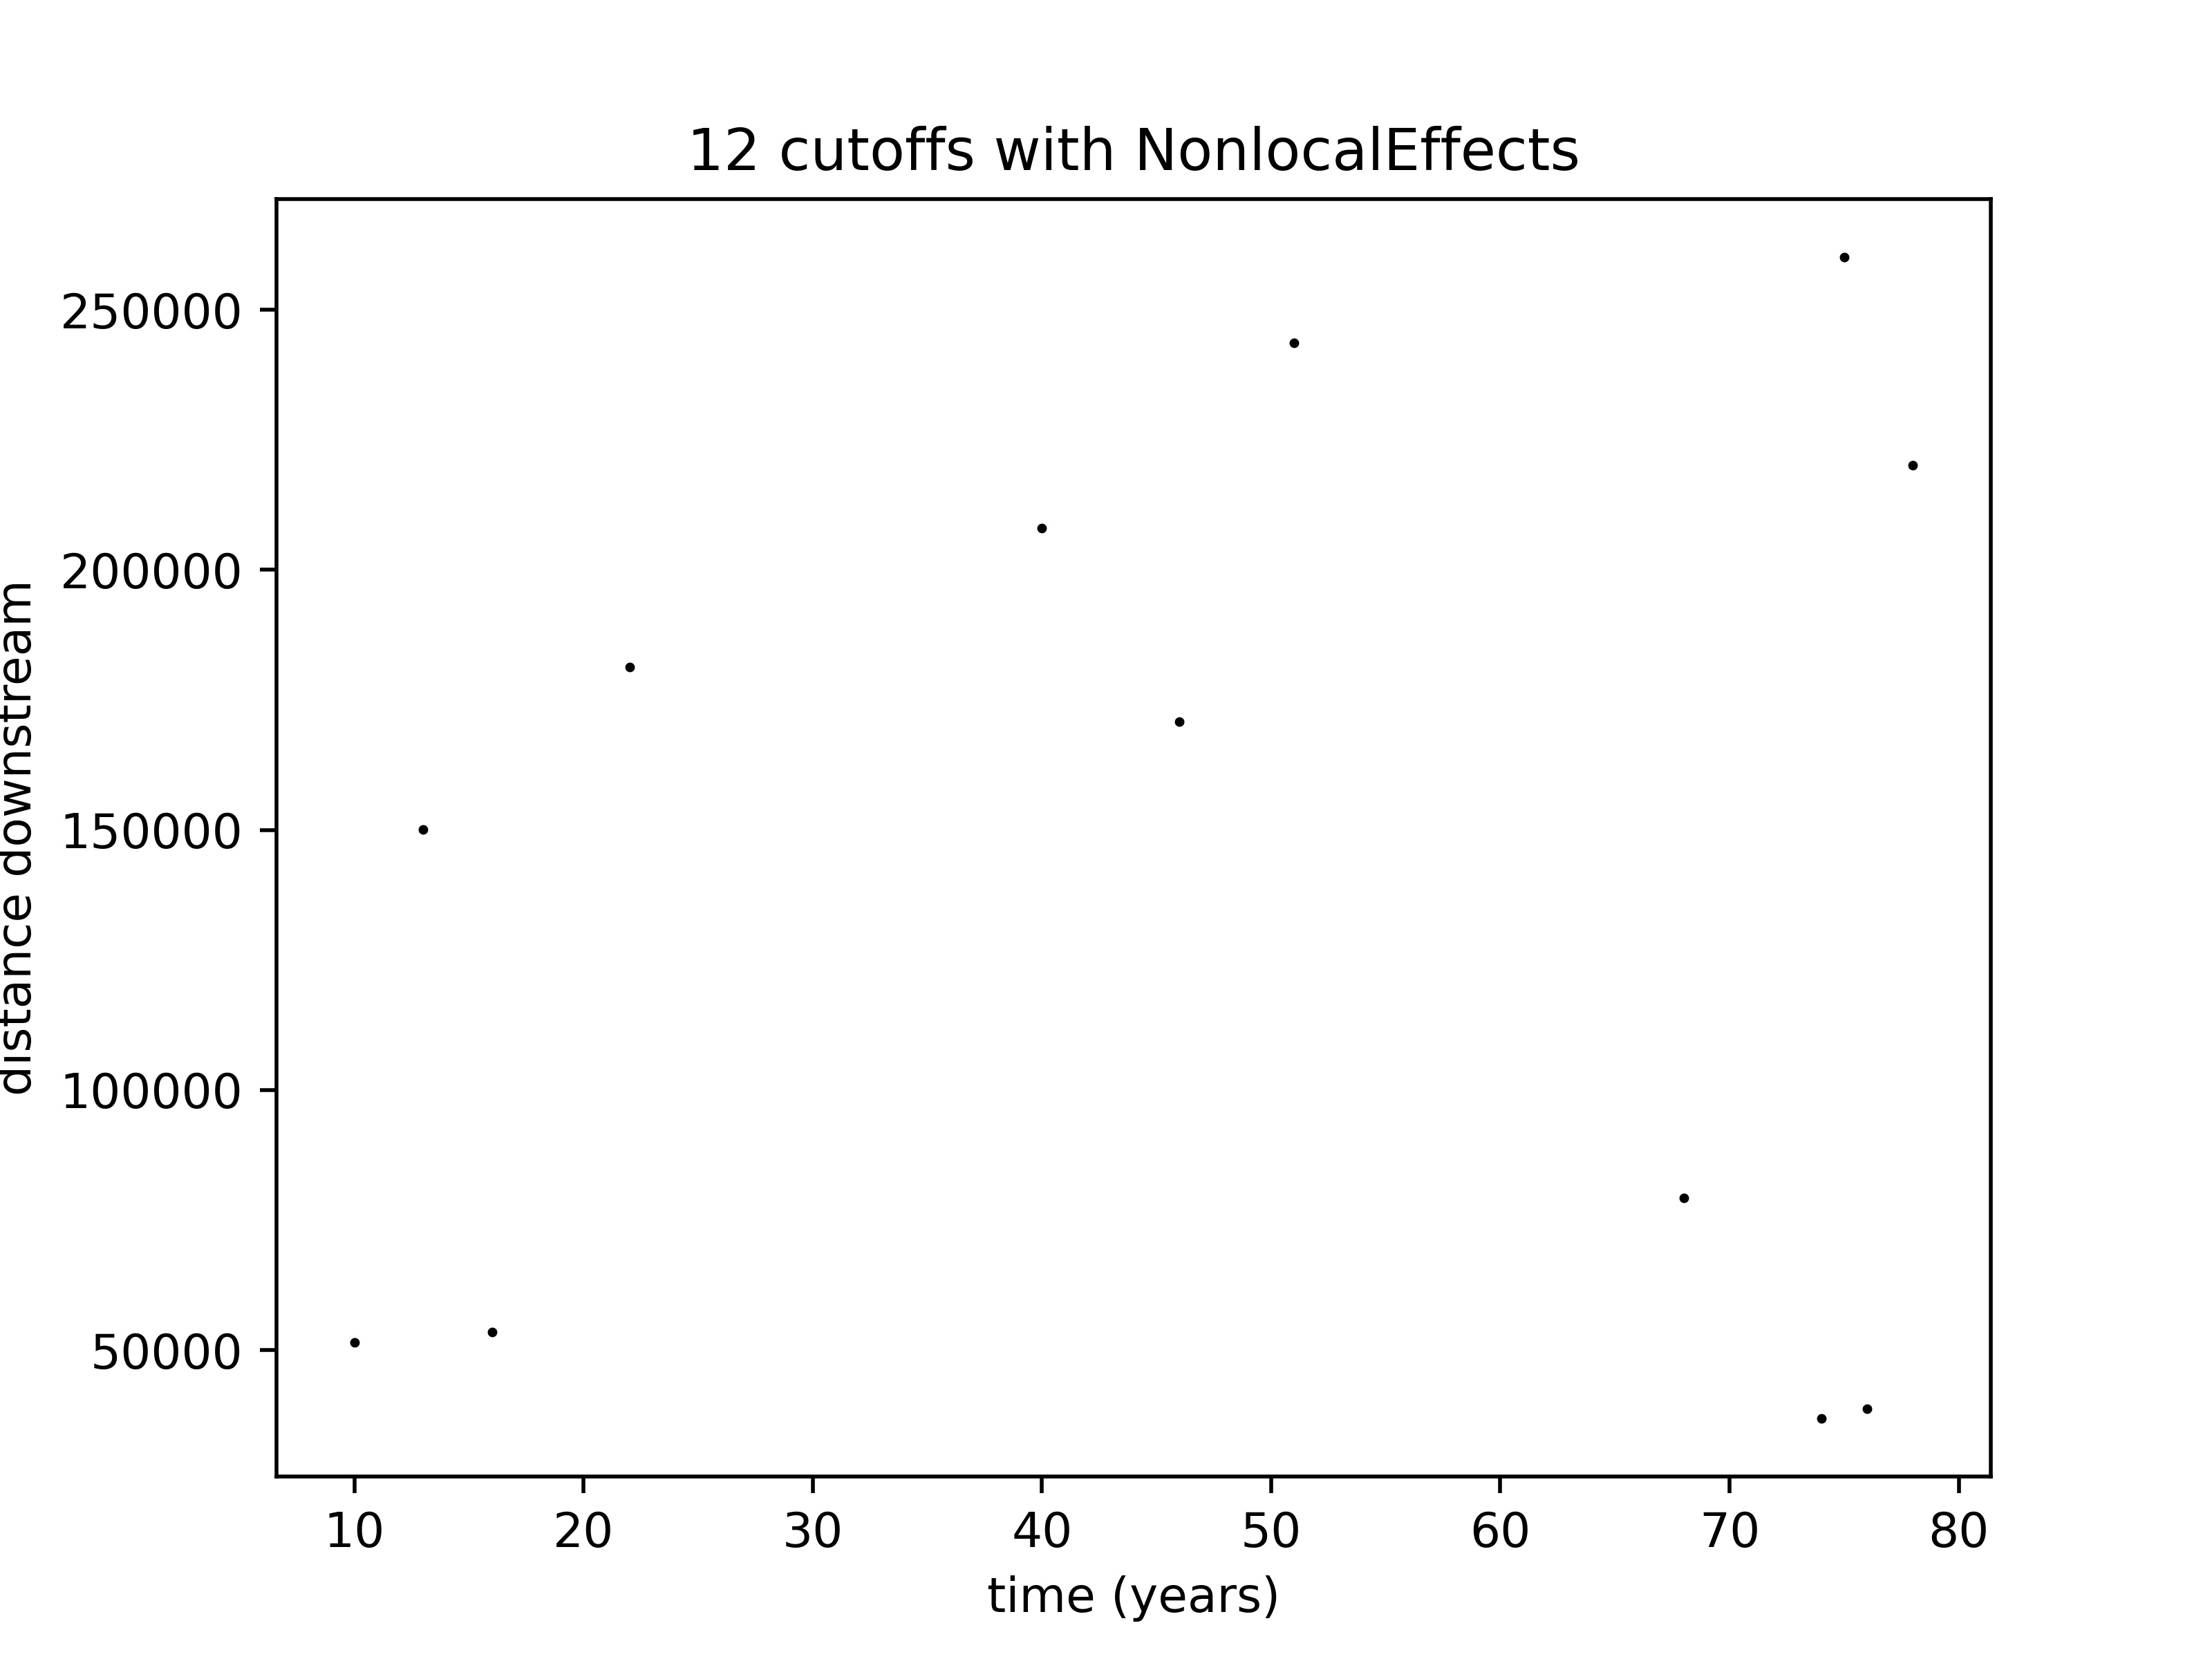 12 cutoffs with NonlocalEffects
250000
200000
150000
100000
50000
distance downstream
10 20 30 40 50 60 70 80
time (years)